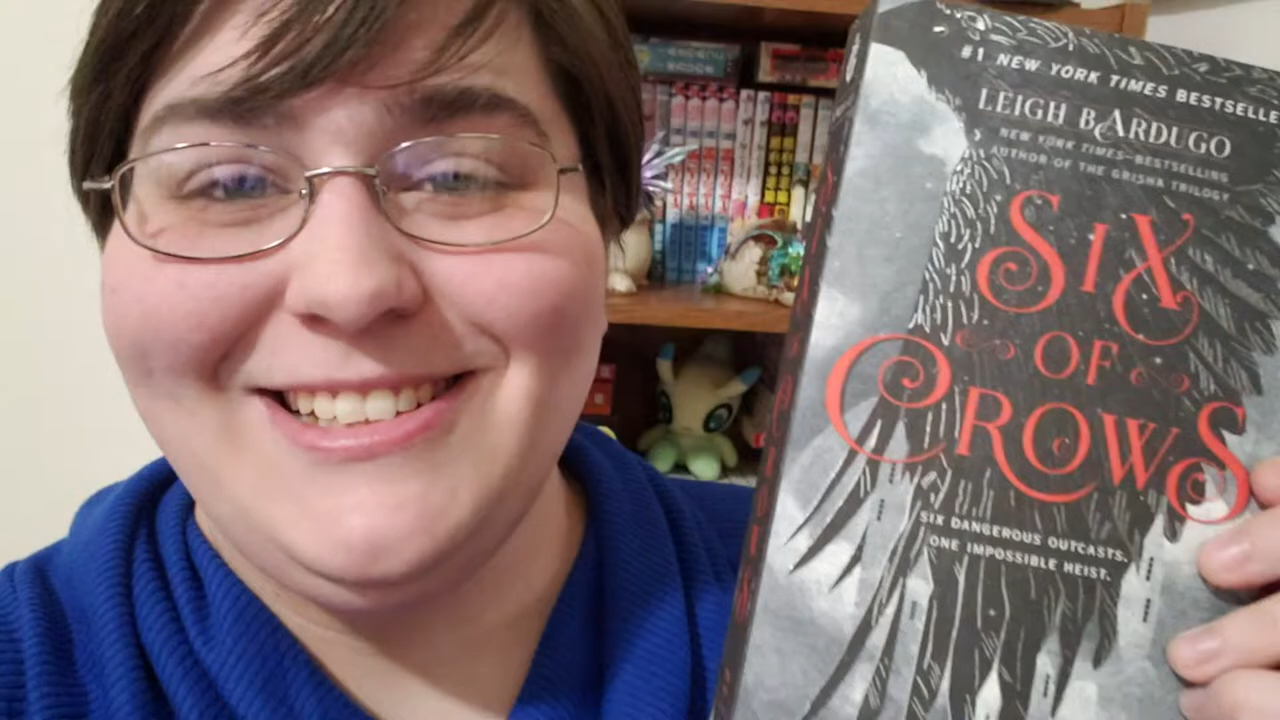 #1 NEW YORK TIMES BESTSELLE
LEIGH BARDUGO
NEW YORK TIMES–BESTSELLING
AUTHOR OF THE GRISHA TRILOGY
SIX
OF
CROWS
SIX DANGEROUS OUTCASTS.
ONE IMPOSSIBLE HEIST.